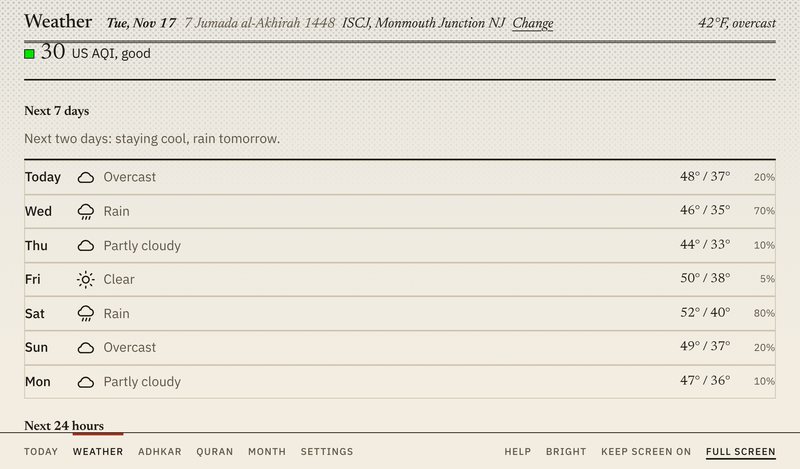 Weather Tue, Nov 17 7 Jumada al-Akhirah 1448 ISCJ, Monmouth Junction NJ Change 42°F, overcast
30 US AQI, good
Next 7 days
Next two days: staying cool, rain tomorrow.
Today Overcast 48° / 37° 20%
Wed Rain 46° / 35° 70%
Thu Partly cloudy 44° / 33° 10%
Fri Clear 50° / 38° 5%
Sat Rain 52° / 40° 80%
Sun Overcast 49° / 37° 20%
Mon Partly cloudy 47° / 36° 10%
Next 24 hours
TODAY WEATHER ADHKAR QURAN MONTH SETTINGS HELP BRIGHT KEEP SCREEN ON FULL SCREEN